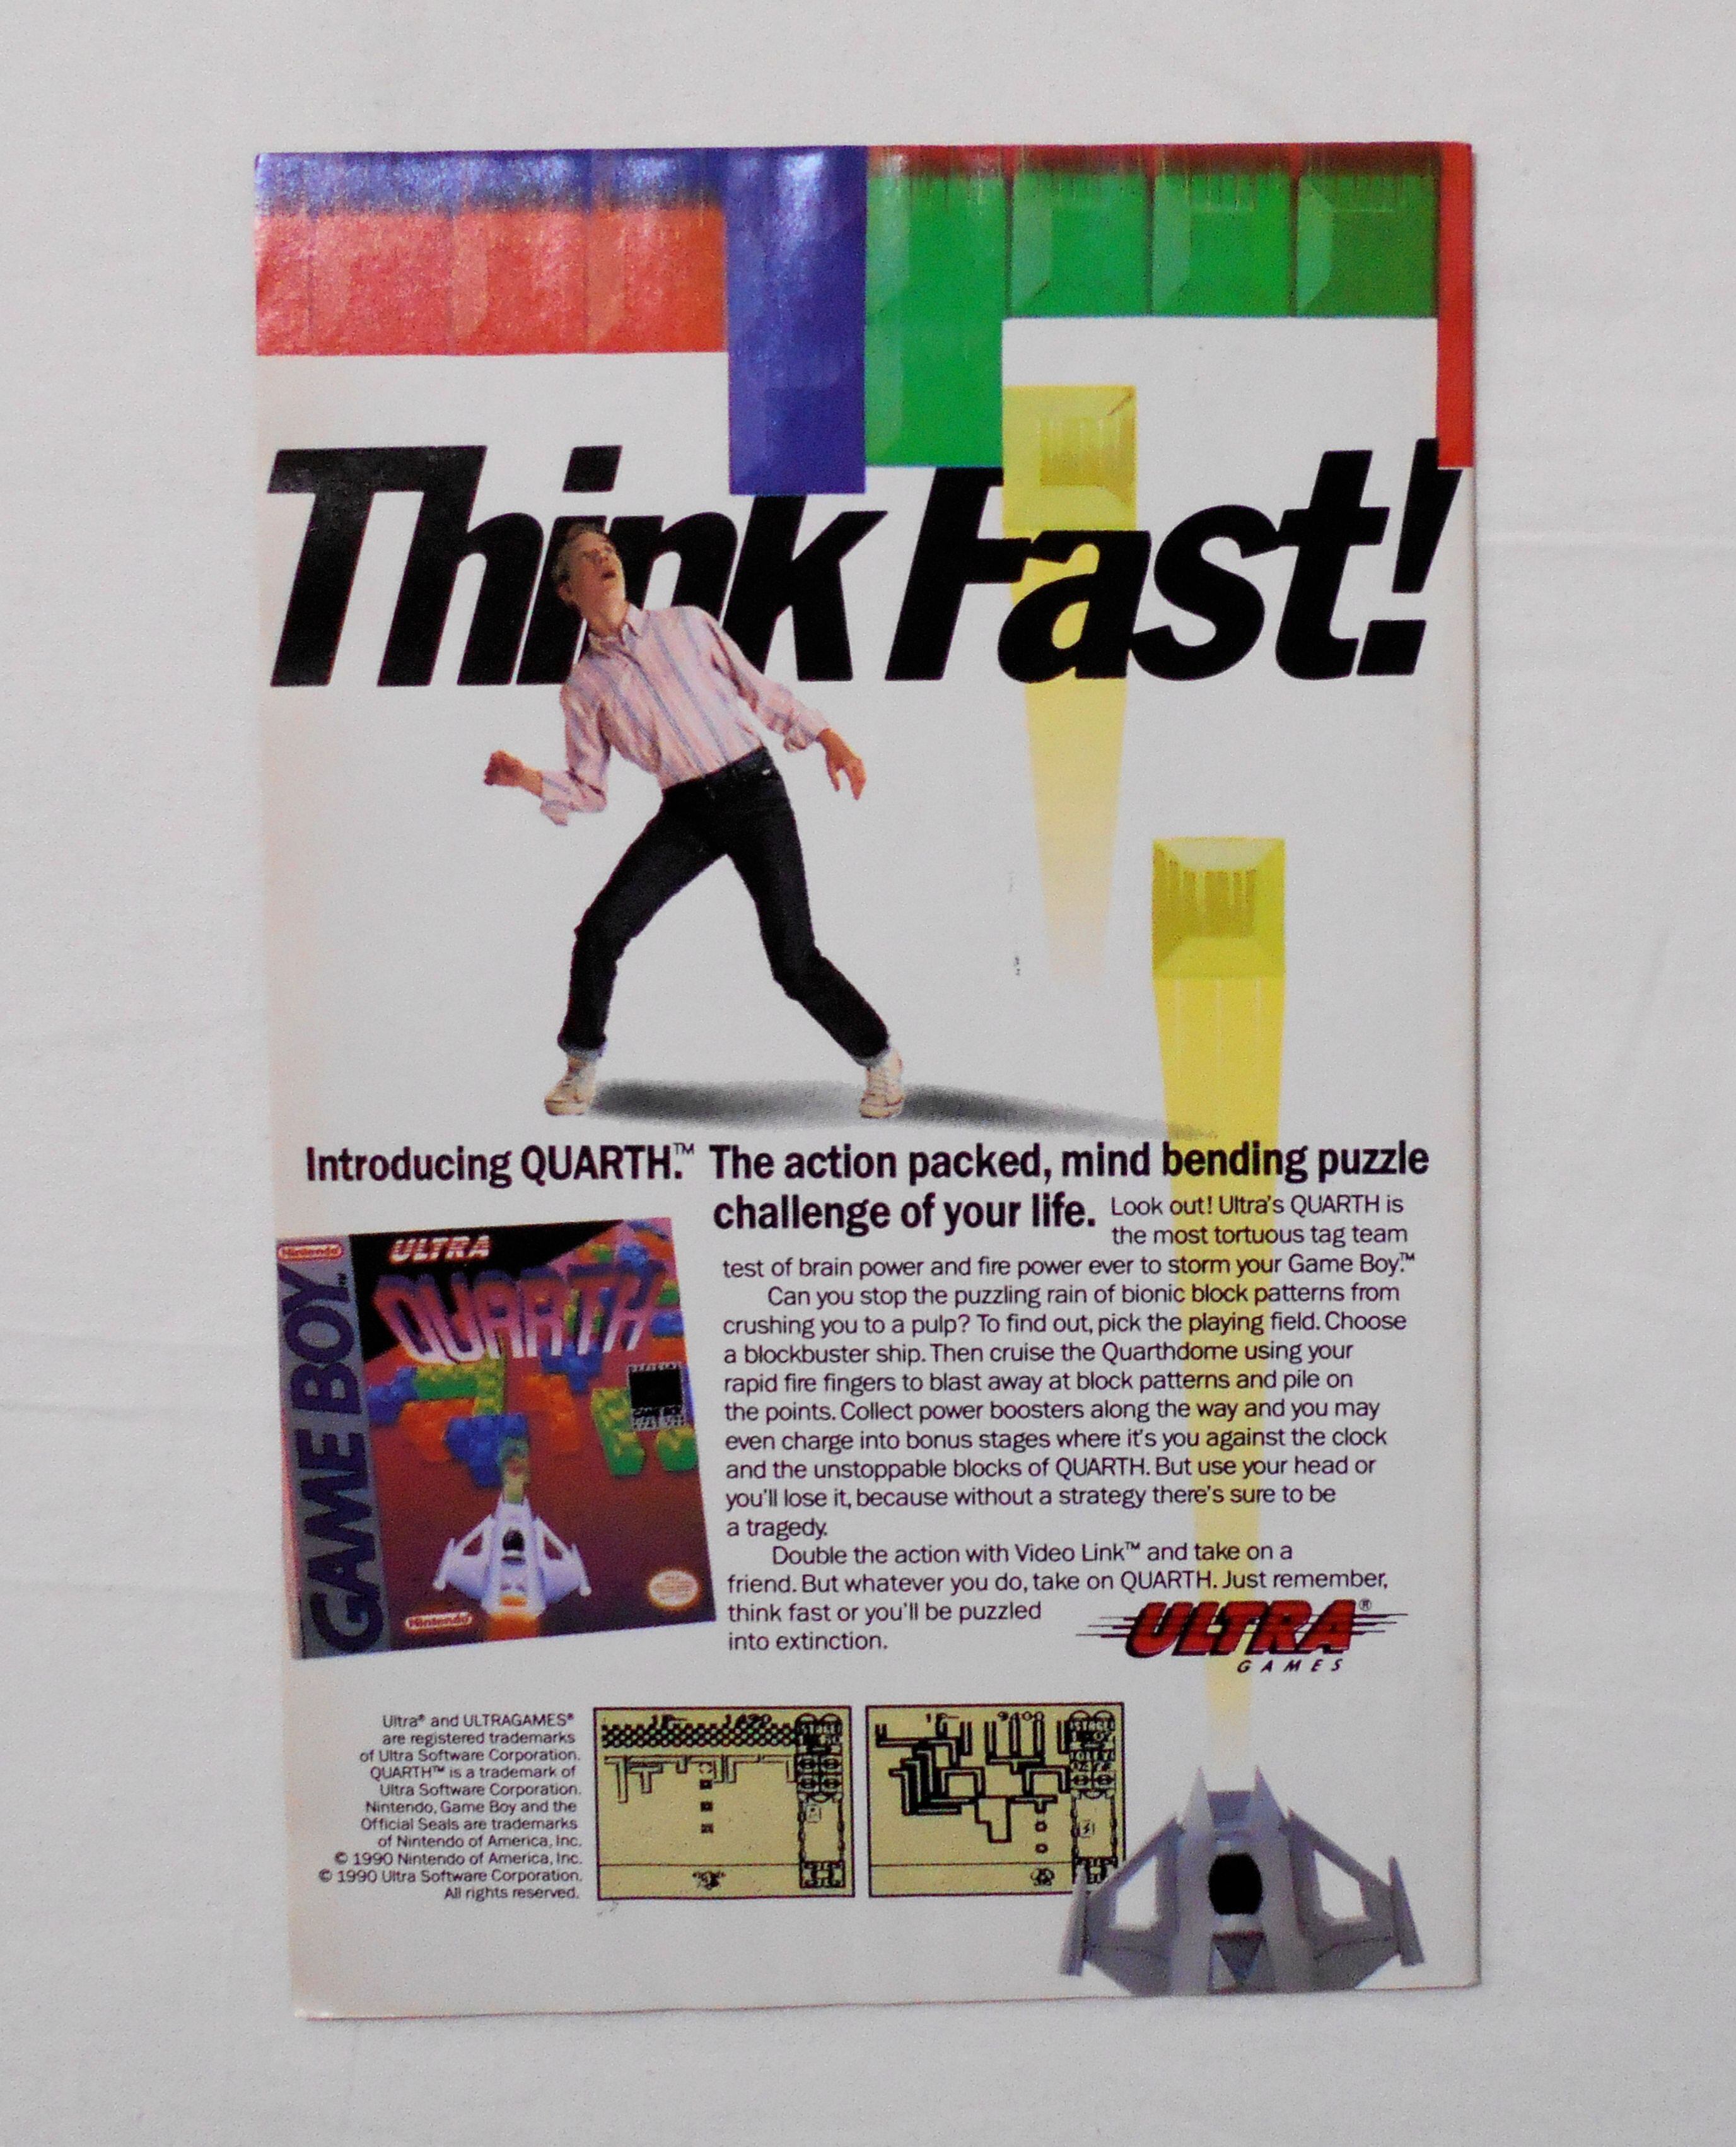 Think Fast!
Introducing QUARTH.™ The action packed, mind bending puzzle
challenge of your life. Look out! Ultra's QUARTH is
the most tortuous tag team
test of brain power and fire power ever to storm your Game Boy.™
Can you stop the puzzling rain of bionic block patterns from
crushing you to a pulp? To find out, pick the playing field. Choose
a blockbuster ship. Then cruise the Quarthdome using your
rapid fire fingers to blast away at block patterns and pile on
the points. Collect power boosters along the way and you may
even charge into bonus stages where it's you against the clock
and the unstoppable blocks of QUARTH. But use your head or
you'll lose it, because without a strategy there's sure to be
a tragedy.
Double the action with Video Link™ and take on a
friend. But whatever you do, take on QUARTH. Just remember,
think fast or you'll be puzzled
into extinction.
ULTRA®
GAMES
Nintendo
ULTRA
QUARTH
GAME BOY™
Nintendo
Ultra® and ULTRAGAMES®
are registered trademarks
of Ultra Software Corporation.
QUARTH™ is a trademark of
Ultra Software Corporation.
Nintendo, Game Boy and the
Official Seals are trademarks
of Nintendo of America, Inc.
© 1990 Nintendo of America, Inc.
© 1990 Ultra Software Corporation.
All rights reserved.
1P- 9400
STAGE